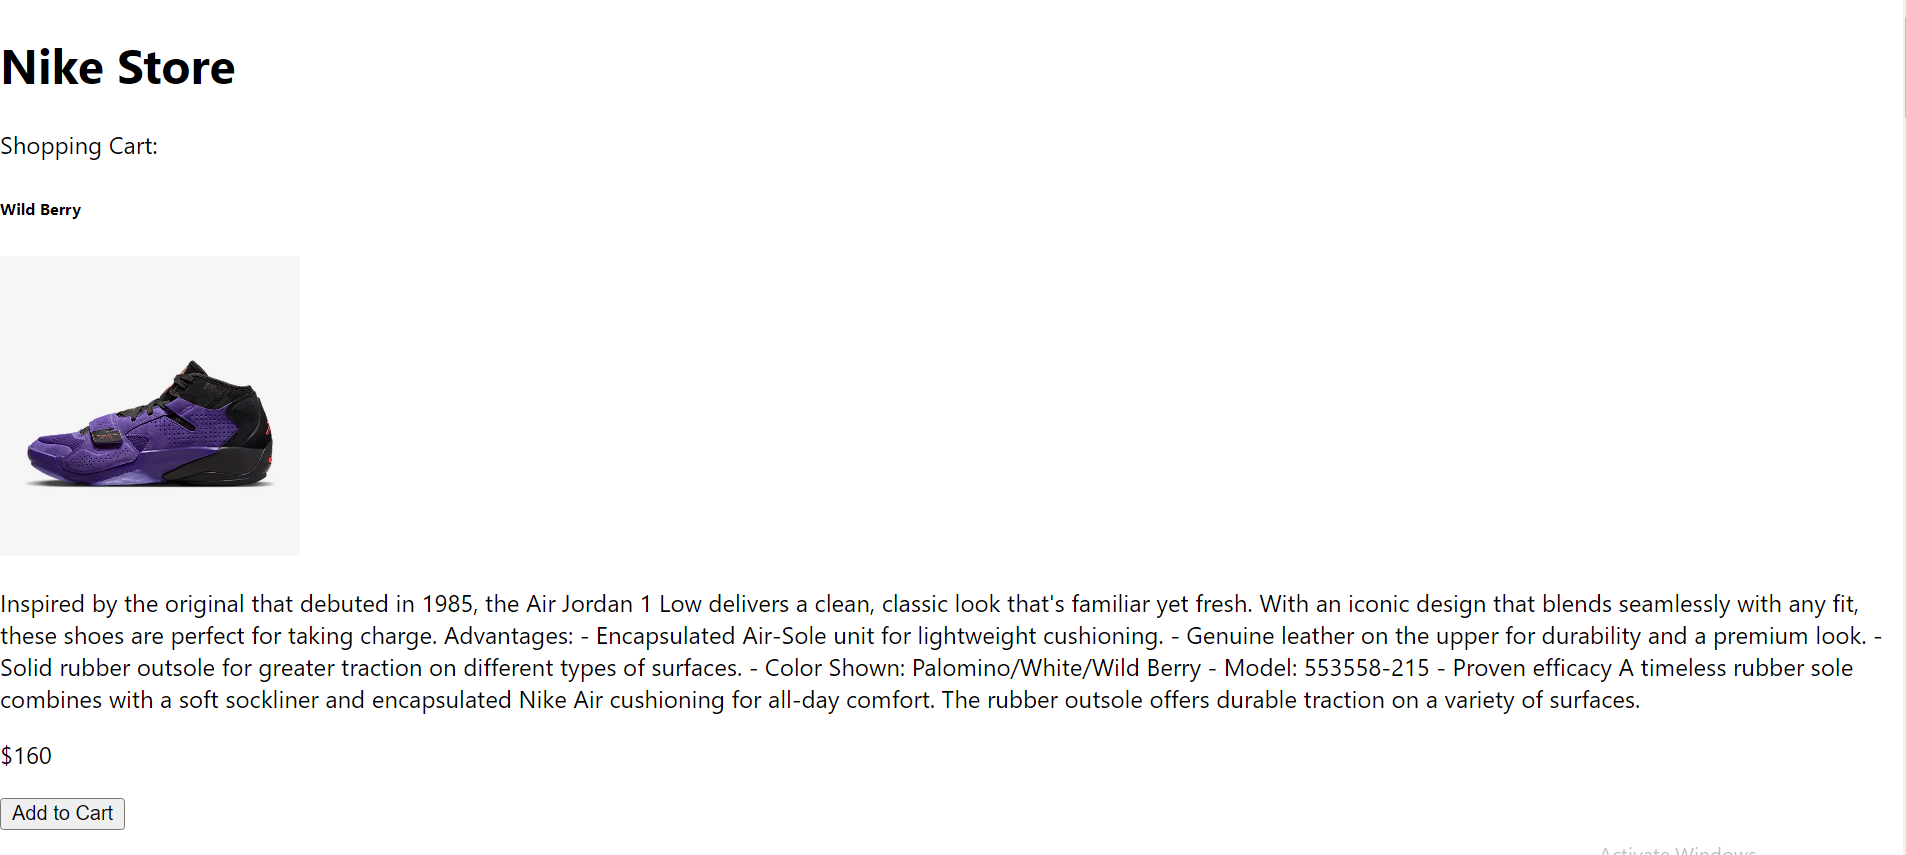 Nike Store
Shopping Cart:
Wild Berry
Inspired by the original that debuted in 1985, the Air Jordan 1 Low delivers a clean, classic look that's familiar yet fresh. With an iconic design that blends seamlessly with any fit,
these shoes are perfect for taking charge. Advantages: - Encapsulated Air-Sole unit for lightweight cushioning. - Genuine leather on the upper for durability and a premium look. -
Solid rubber outsole for greater traction on different types of surfaces. - Color Shown: Palomino/White/Wild Berry - Model: 553558-215 - Proven efficacy A timeless rubber sole
combines with a soft sockliner and encapsulated Nike Air cushioning for all-day comfort. The rubber outsole offers durable traction on a variety of surfaces.
$160
Add to Cart
Activate Windows